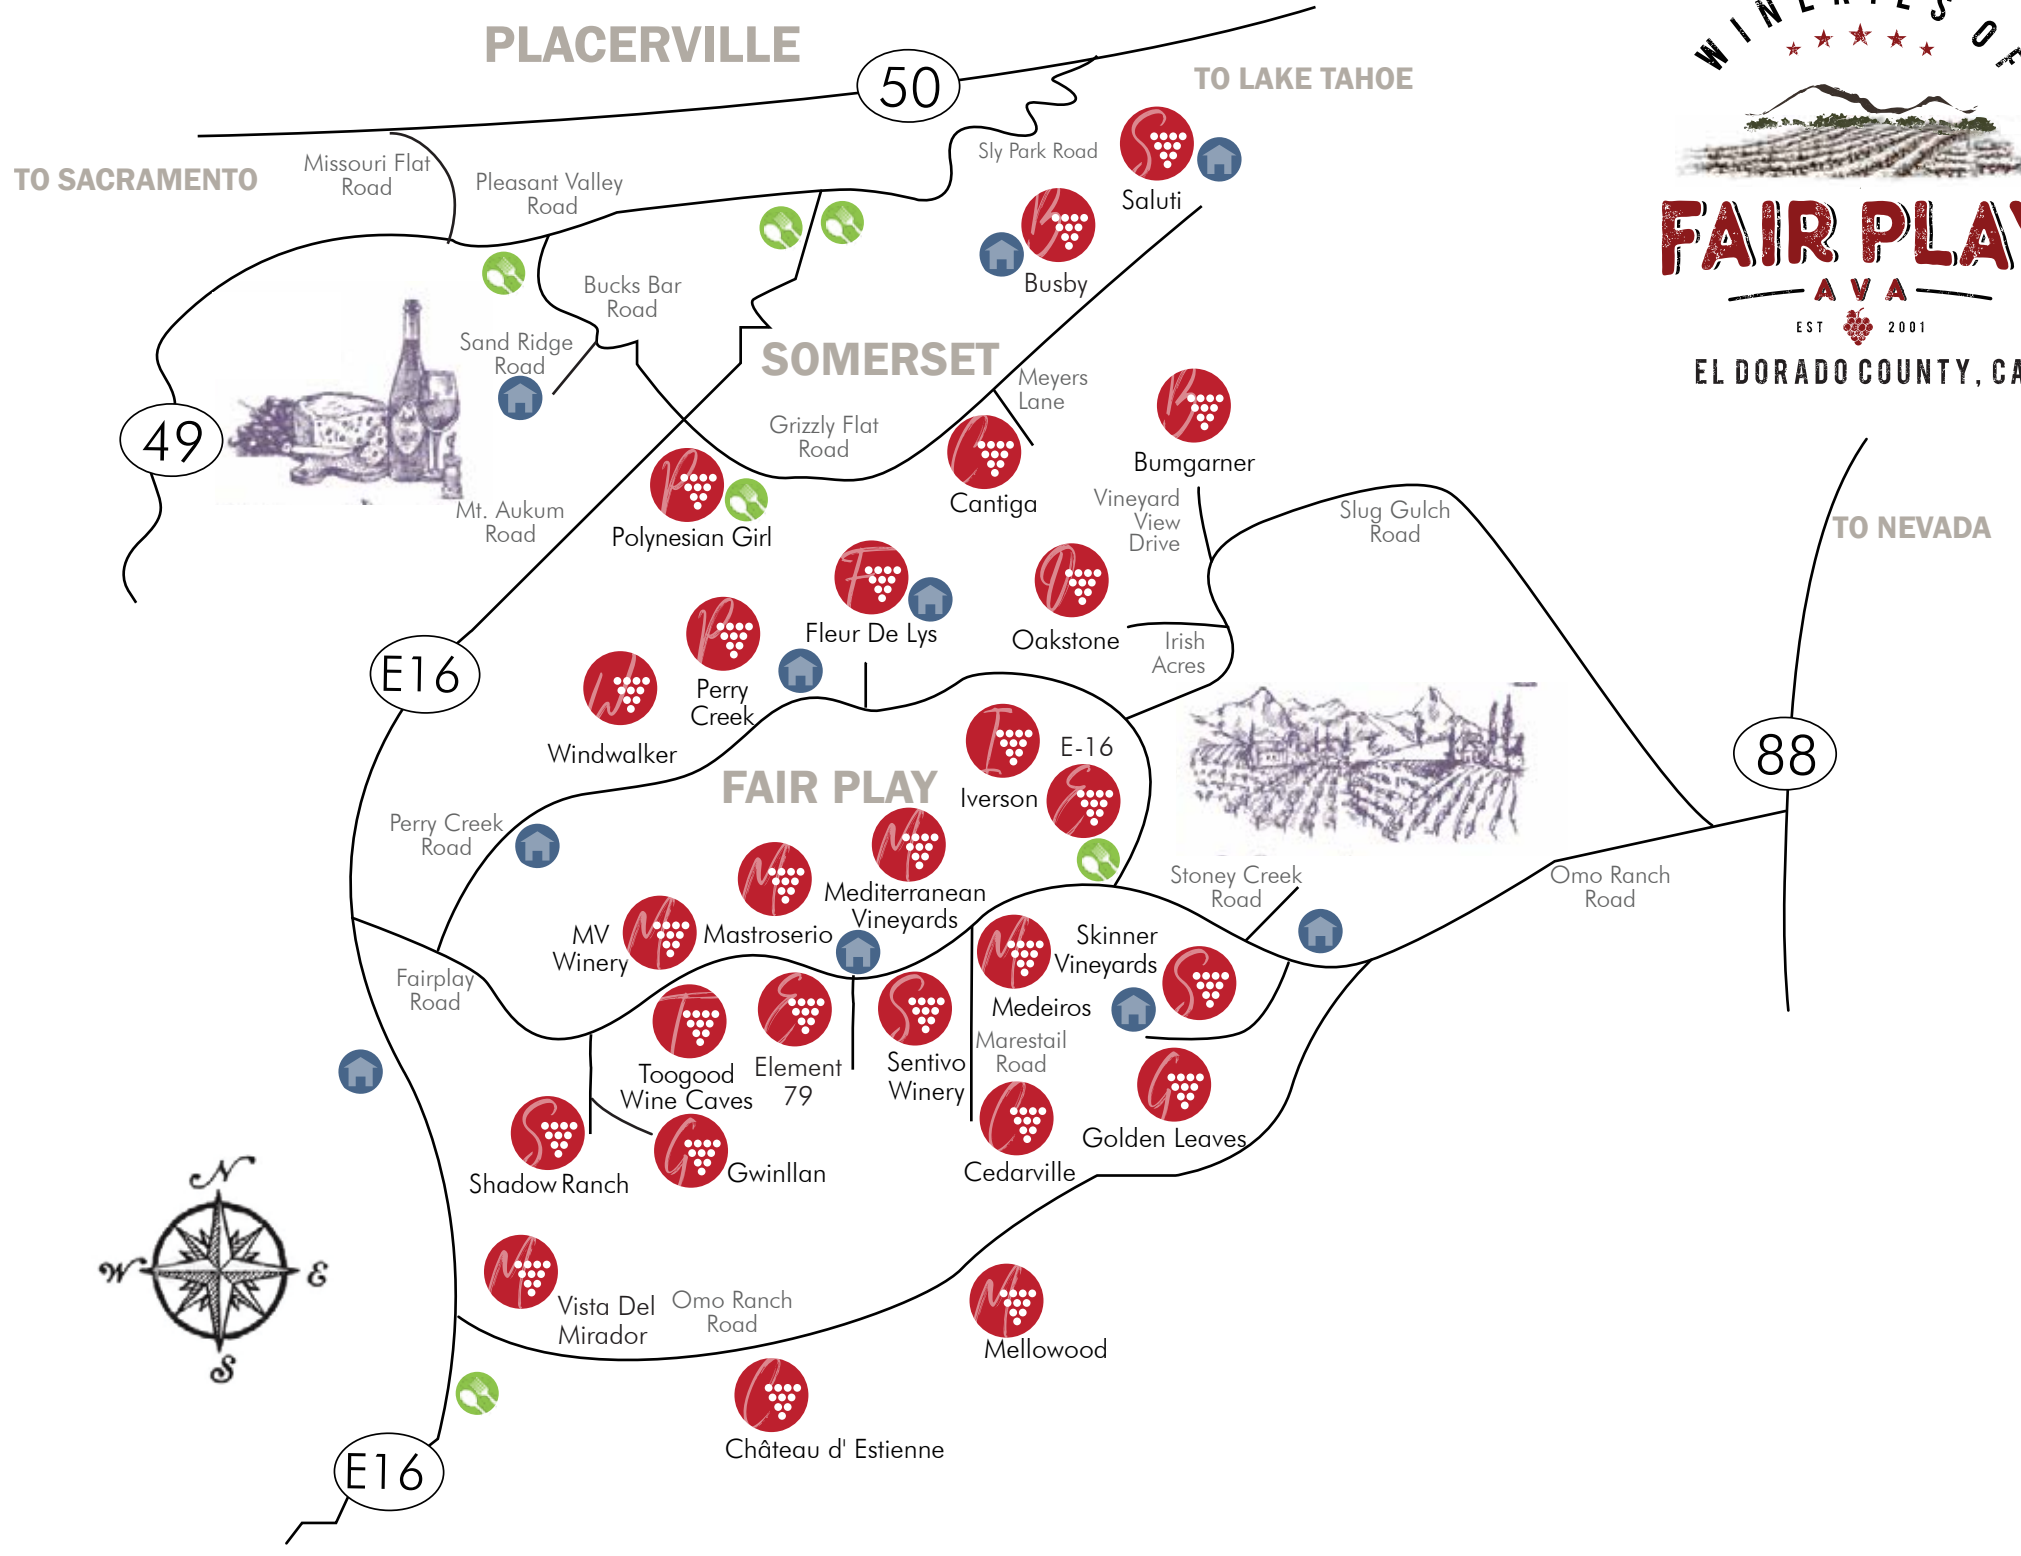 WINERIES OF
FAIR PLAY
AVA
EST 2001
EL DORADO COUNTY, CA
PLACERVILLE
50
TO LAKE TAHOE
TO SACRAMENTO
Missouri Flat
Road
Pleasant Valley
Road
Sly Park Road
Saluti
Busby
Bucks Bar
Road
Sand Ridge
Road
SOMERSET
Meyers
Lane
49
Grizzly Flat
Road
Cantiga
Bumgarner
Mt. Aukum
Road
Polynesian Girl
Vineyard
View
Drive
Slug Gulch
Road
TO NEVADA
Fleur De Lys
Oakstone
Irish
Acres
E16
Perry
Creek
Windwalker
FAIR PLAY
Iverson
E-16
88
Perry Creek
Road
Mediterranean
Vineyards
Mastroserio
MV
Winery
Stoney Creek
Road
Omo Ranch
Road
Skinner
Vineyards
Medeiros
Fairplay
Road
Marestail
Road
Toogood
Wine Caves
Element
79
Sentivo
Winery
Golden Leaves
Cedarville
Shadow Ranch
Gwinllan
N
W
E
S
Vista Del
Mirador
Omo Ranch
Road
Mellowood
Château d' Estienne
E16